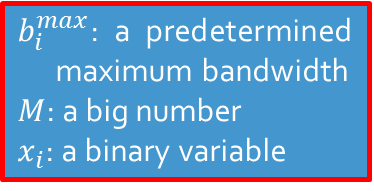 $b_i^{max}$: a predetermined
maximum bandwidth
$M$: a big number
$x_i$: a binary variable